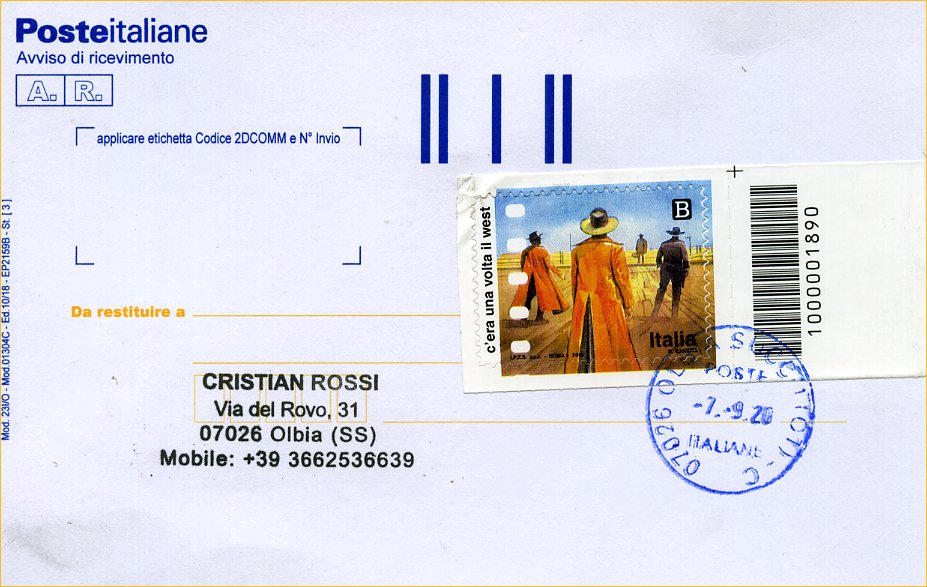 Posteitaliane
Avviso di ricevimento
A. R.
applicare etichetta Codice 2DCOMM e N° Invio
Mod. 23I/O - Mod.01304C - Ed.10/18 - EP2159B - St. [ 3 ]
c'era una volta il west
B
Italia
I.P.Z.S. S.p.A. - ROMA -
1000001890
Da restituire a
CRISTIAN ROSSI
Via del Rovo, 31
07026 Olbia (SS)
Mobile: +39 3662536639
07026
POSTE
-7.-9.20
ITALIANE